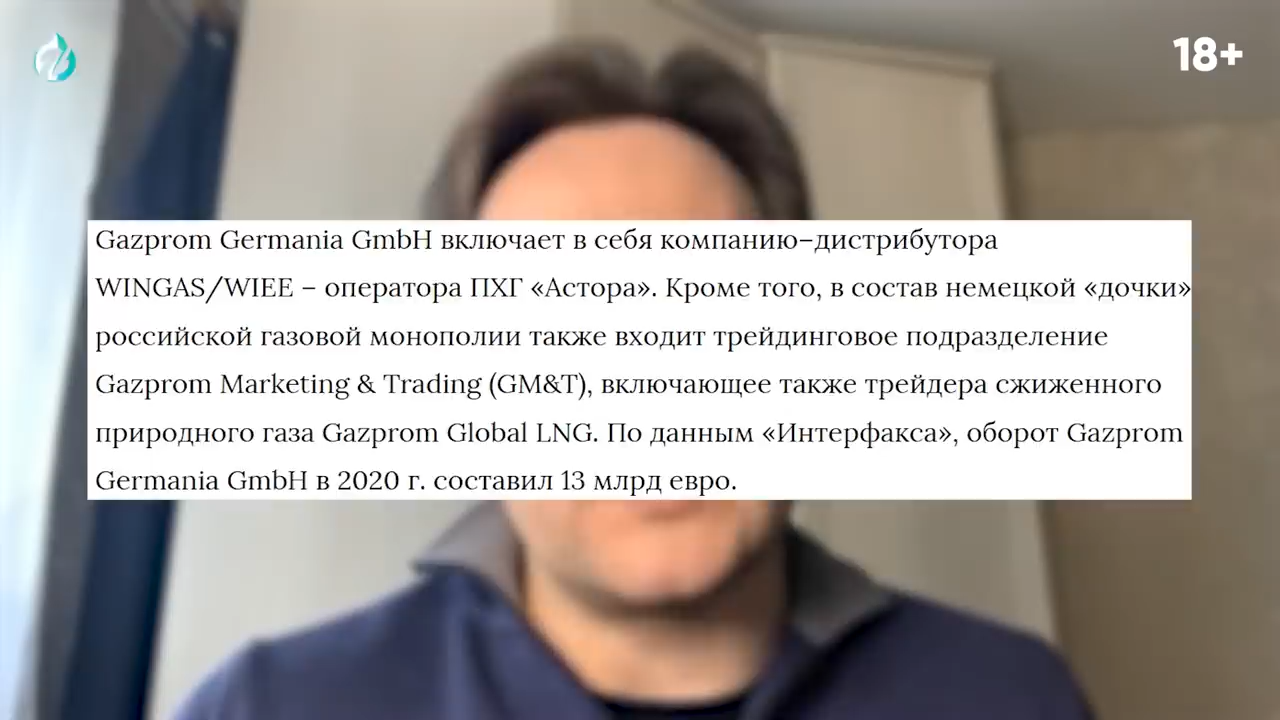 18+
Gazprom Germania GmbH включает в себя компанию–дистрибутора
WINGAS/WIEE – оператора ПХГ «Астора». Кроме того, в состав немецкой «дочки»
российской газовой монополии также входит трейдинговое подразделение
Gazprom Marketing & Trading (GM&T), включающее также трейдера сжиженного
природного газа Gazprom Global LNG. По данным «Интерфакса», оборот Gazprom
Germania GmbH в 2020 г. составил 13 млрд евро.